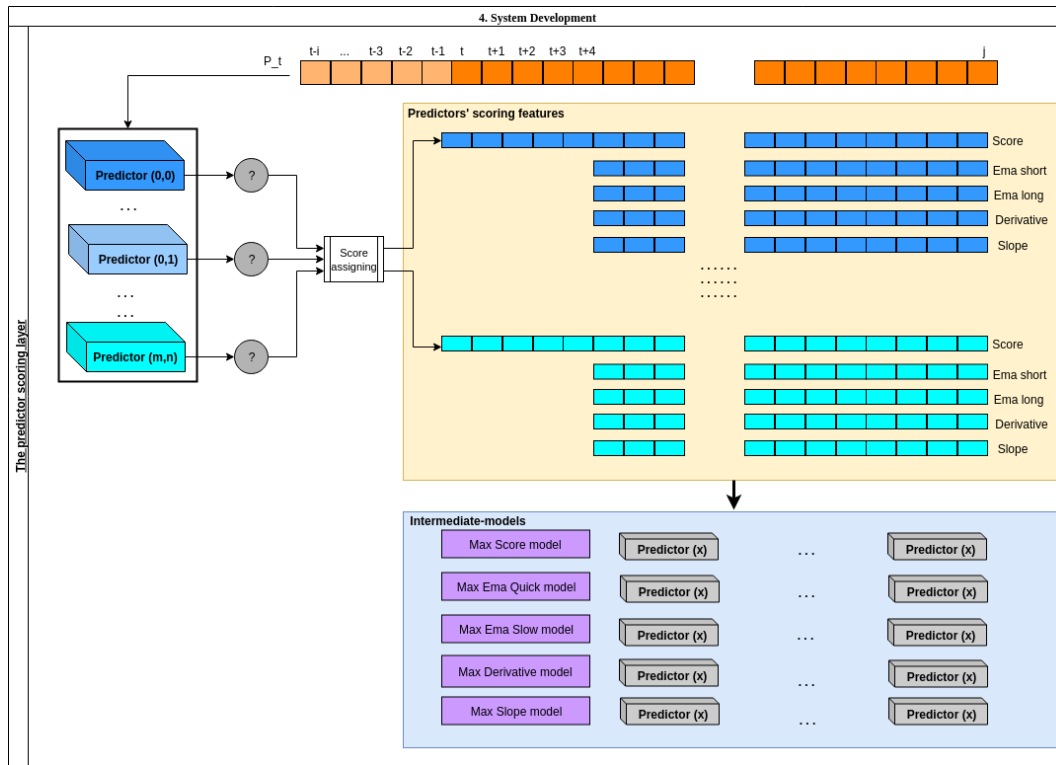 4. System Development
The predictor scoring layer
t-i ... t-3 t-2 t-1 t t+1 t+2 t+3 t+4 j
P_t
Predictors' scoring features
Predictor (0,0)
?
Score
Ema short
Ema long
Derivative
Slope
...
Predictor (0,1)
?
Score
assigning
......
......
...
...
Predictor (m,n)
?
Score
Ema short
Ema long
Derivative
Slope
Intermediate-models
Max Score model Predictor (x) ... Predictor (x)
Max Ema Quick model Predictor (x) ... Predictor (x)
Max Ema Slow model Predictor (x) ... Predictor (x)
Max Derivative model Predictor (x) ... Predictor (x)
Max Slope model Predictor (x) ... Predictor (x)